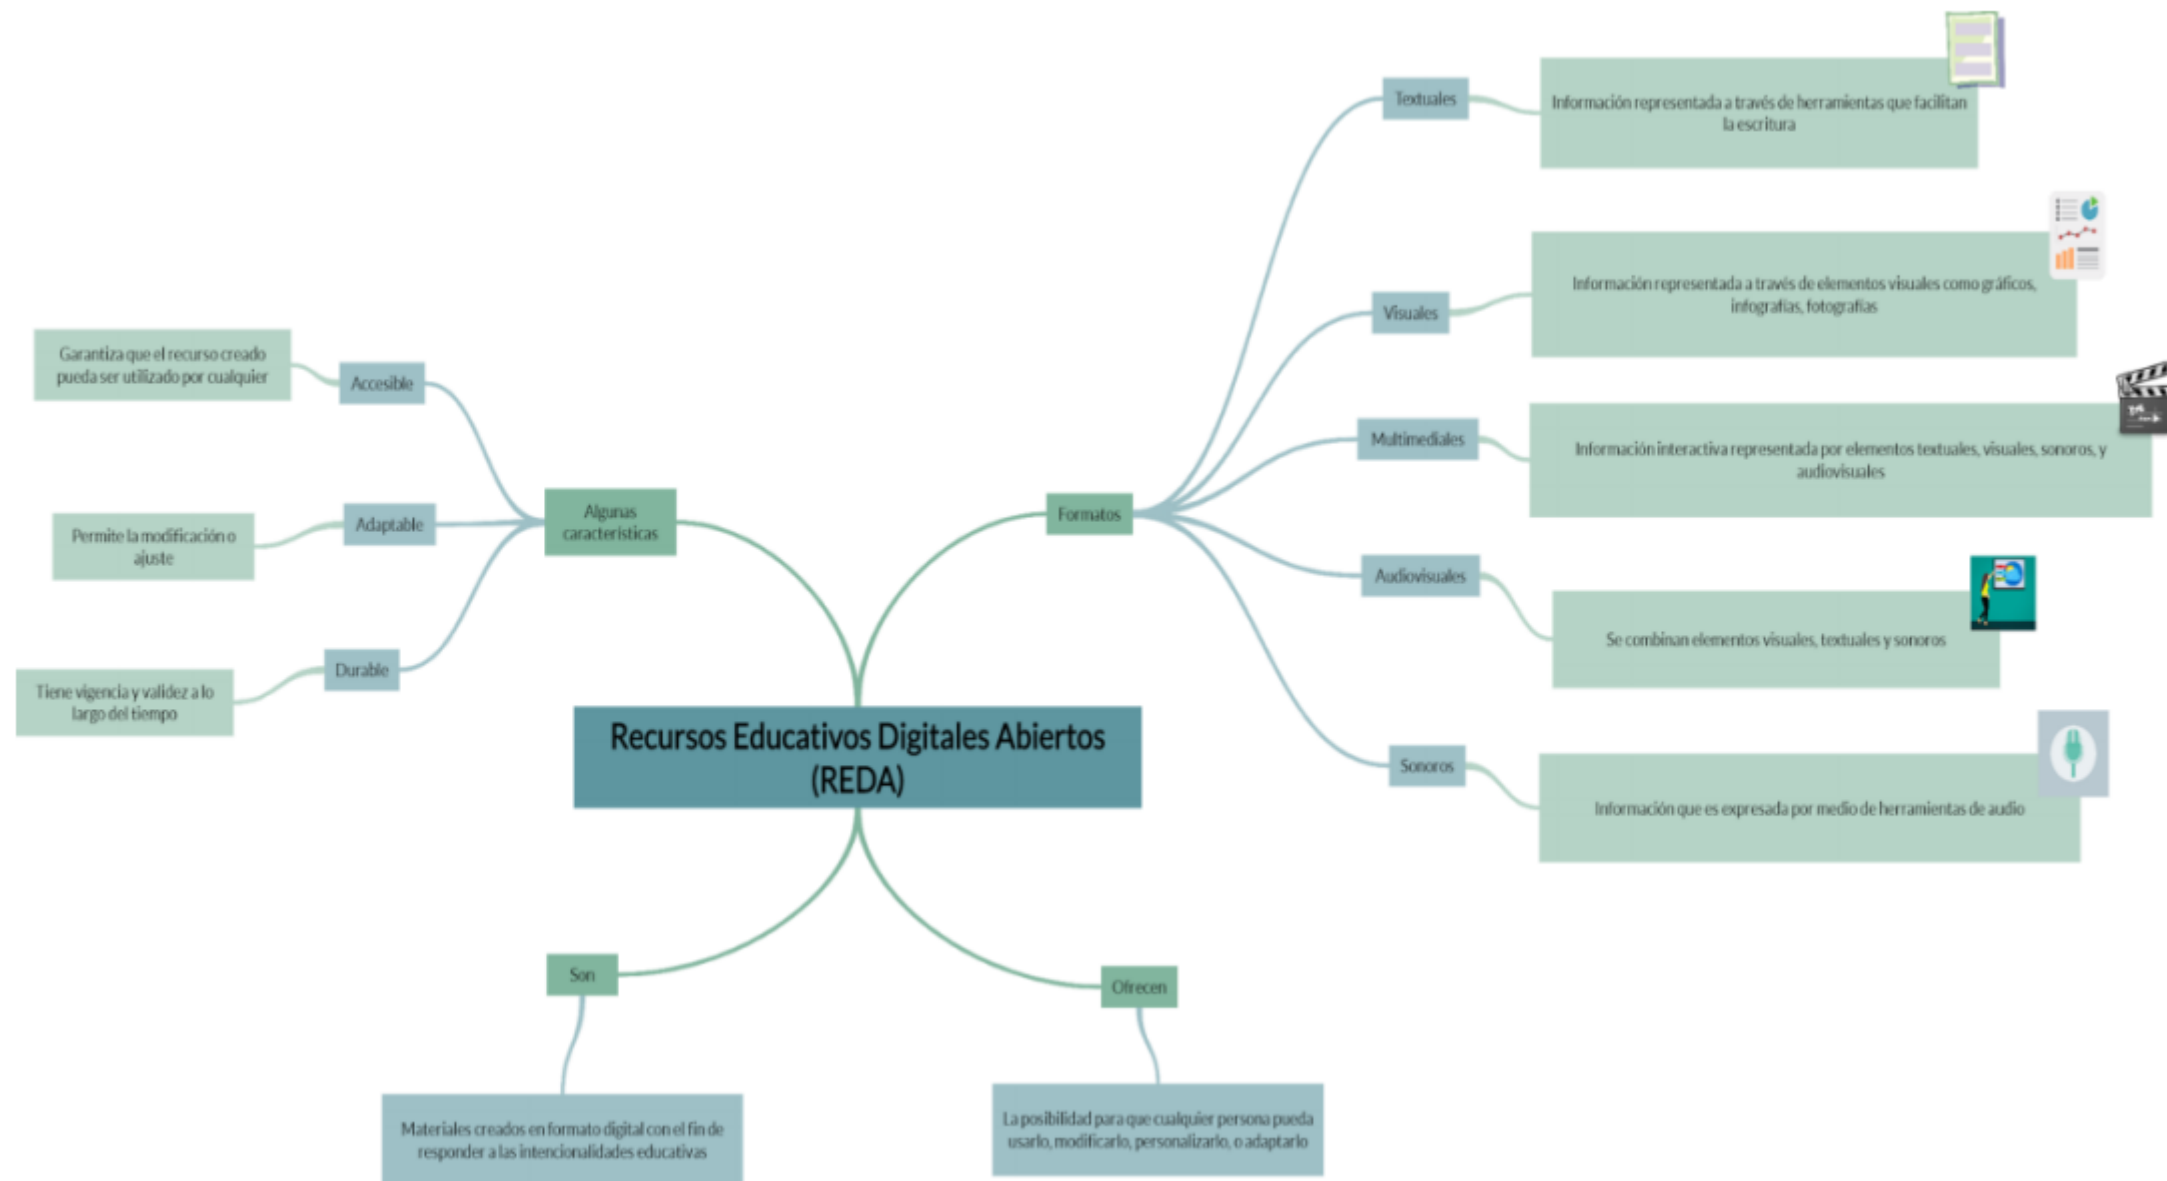 Recursos Educativos Digitales Abiertos
(REDA)
Algunas
características
Accesible
Garantiza que el recurso creado
pueda ser utilizado por cualquier
Adaptable
Permite la modificación o
ajuste
Durable
Tiene vigencia y validez a lo
largo del tiempo
Formatos
Textuales
Información representada a través de herramientas que facilitan
la escritura
Visuales
Información representada a través de elementos visuales como gráficos,
infografías, fotografías
Multimediales
Información interactiva representada por elementos textuales, visuales, sonoros, y
audiovisuales
Audiovisuales
Se combinan elementos visuales, textuales y sonoros
Sonoros
Información que es expresada por medio de herramientas de audio
Son
Materiales creados en formato digital con el fin de
responder a las intencionalidades educativas
Ofrecen
La posibilidad para que cualquier persona pueda
usarlo, modificarlo, personalizarlo, o adaptarlo